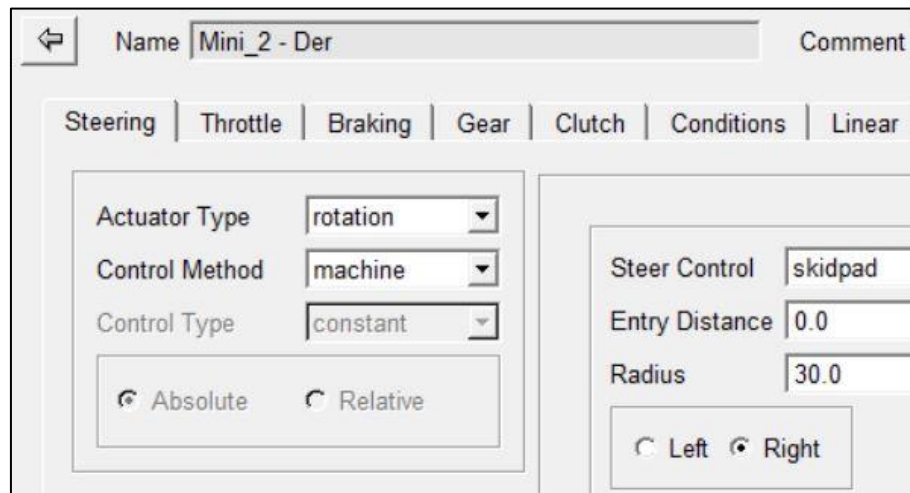 Name Mini_2 - Der Comment
Steering Throttle Braking Gear Clutch Conditions Linear
Actuator Type rotation
Control Method machine
Control Type constant
Absolute Relative
Steer Control skidpad
Entry Distance 0.0
Radius 30.0
Left Right